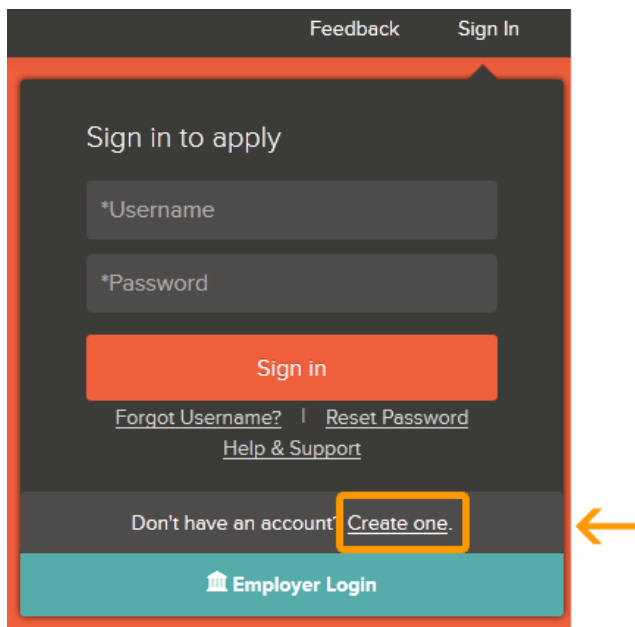 Feedback Sign In
Sign in to apply
*Username
*Password
Sign in
Forgot Username? | Reset Password
Help & Support
Don't have an account? Create one.
Employer Login